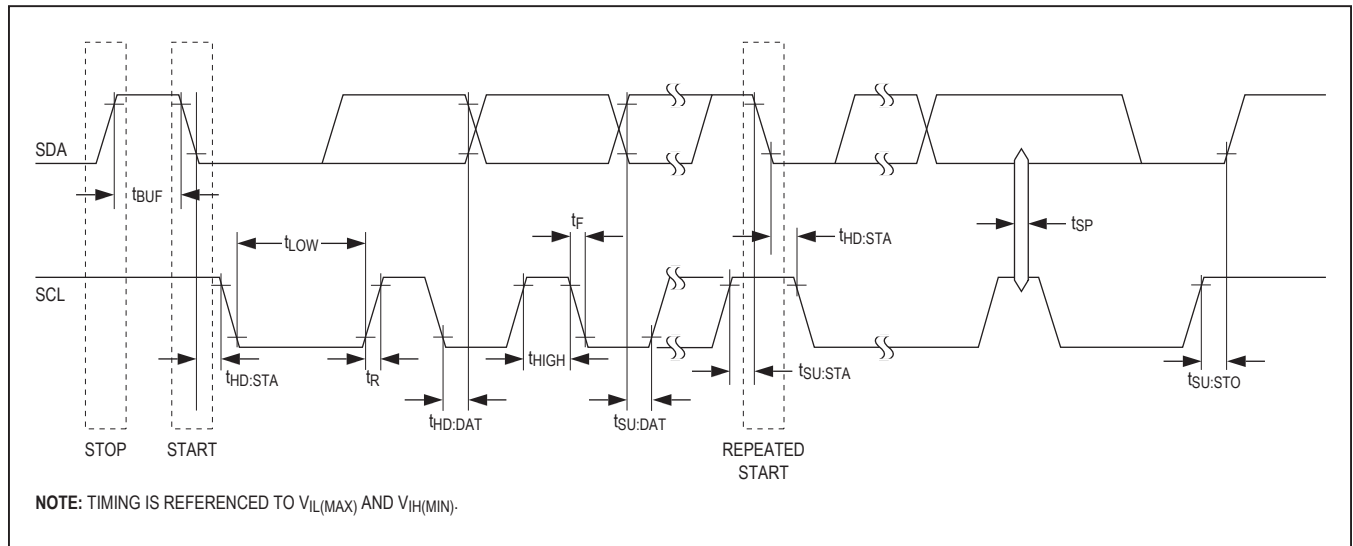 SDA
tBUF
tF
tLOW
tHD:STA
tSP
SCL
tHD:STA
tR
tHIGH
tSU:STA
tSU:STO
tHD:DAT
tSU:DAT
STOP
START
REPEATED
START
NOTE: TIMING IS REFERENCED TO VIL(MAX) AND VIH(MIN).